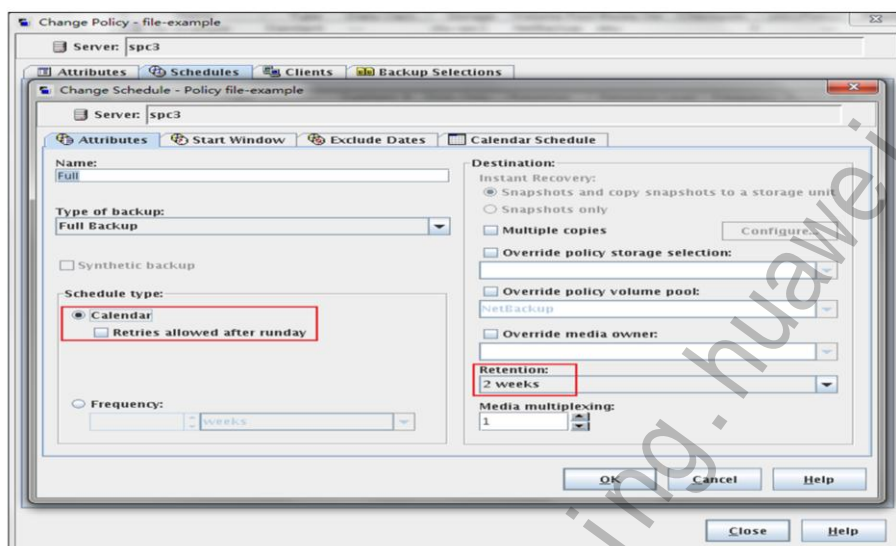 Change Policy - file-example
Server: spc3
Attributes Schedules Clients Backup Selections
Change Schedule - Policy file-example
Server: spc3
Attributes Start Window Exclude Dates Calendar Schedule
Name:
Full
Type of backup:
Full Backup
Synthetic backup
Schedule type:
Calendar
Retries allowed after runday
Frequency:
weeks
Destination:
Instant Recovery:
Snapshots and copy snapshots to a storage unit
Snapshots only
Multiple copies Configure...
Override policy storage selection:
Override policy volume pool:
NetBackup
Override media owner:
Retention:
2 weeks
Media multiplexing:
1
OK Cancel Help
Close Help
ing.huawei